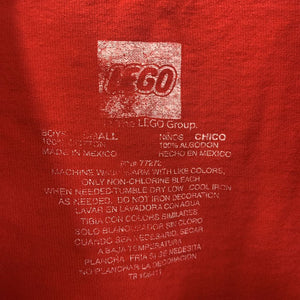 LEGO
the LEGO Group.
BOYS SMALL NIÑOS CHICO
100% COTTON 100% ALGODON
MADE IN MEXICO HECHO EN MEXICO
MACHINE WASH WARM WITH LIKE COLORS,
ONLY NON-CHLORINE BLEACH
WHEN NEEDED TUMBLE DRY LOW. COOL IRON
AS NEEDED. DO NOT IRON DECORATION
LAVAR EN LAVADORA CON AGUA
TIBIA CON COLORES SIMILARES
SOLO BLANQUEADOR SIN CLORO
CUANDO SEA NECESARIO. SECAR
A BAJA TEMPERATURA
PLANCHA FRIA SI SE NECESITA
NO PLANCHAR LA DECORACION